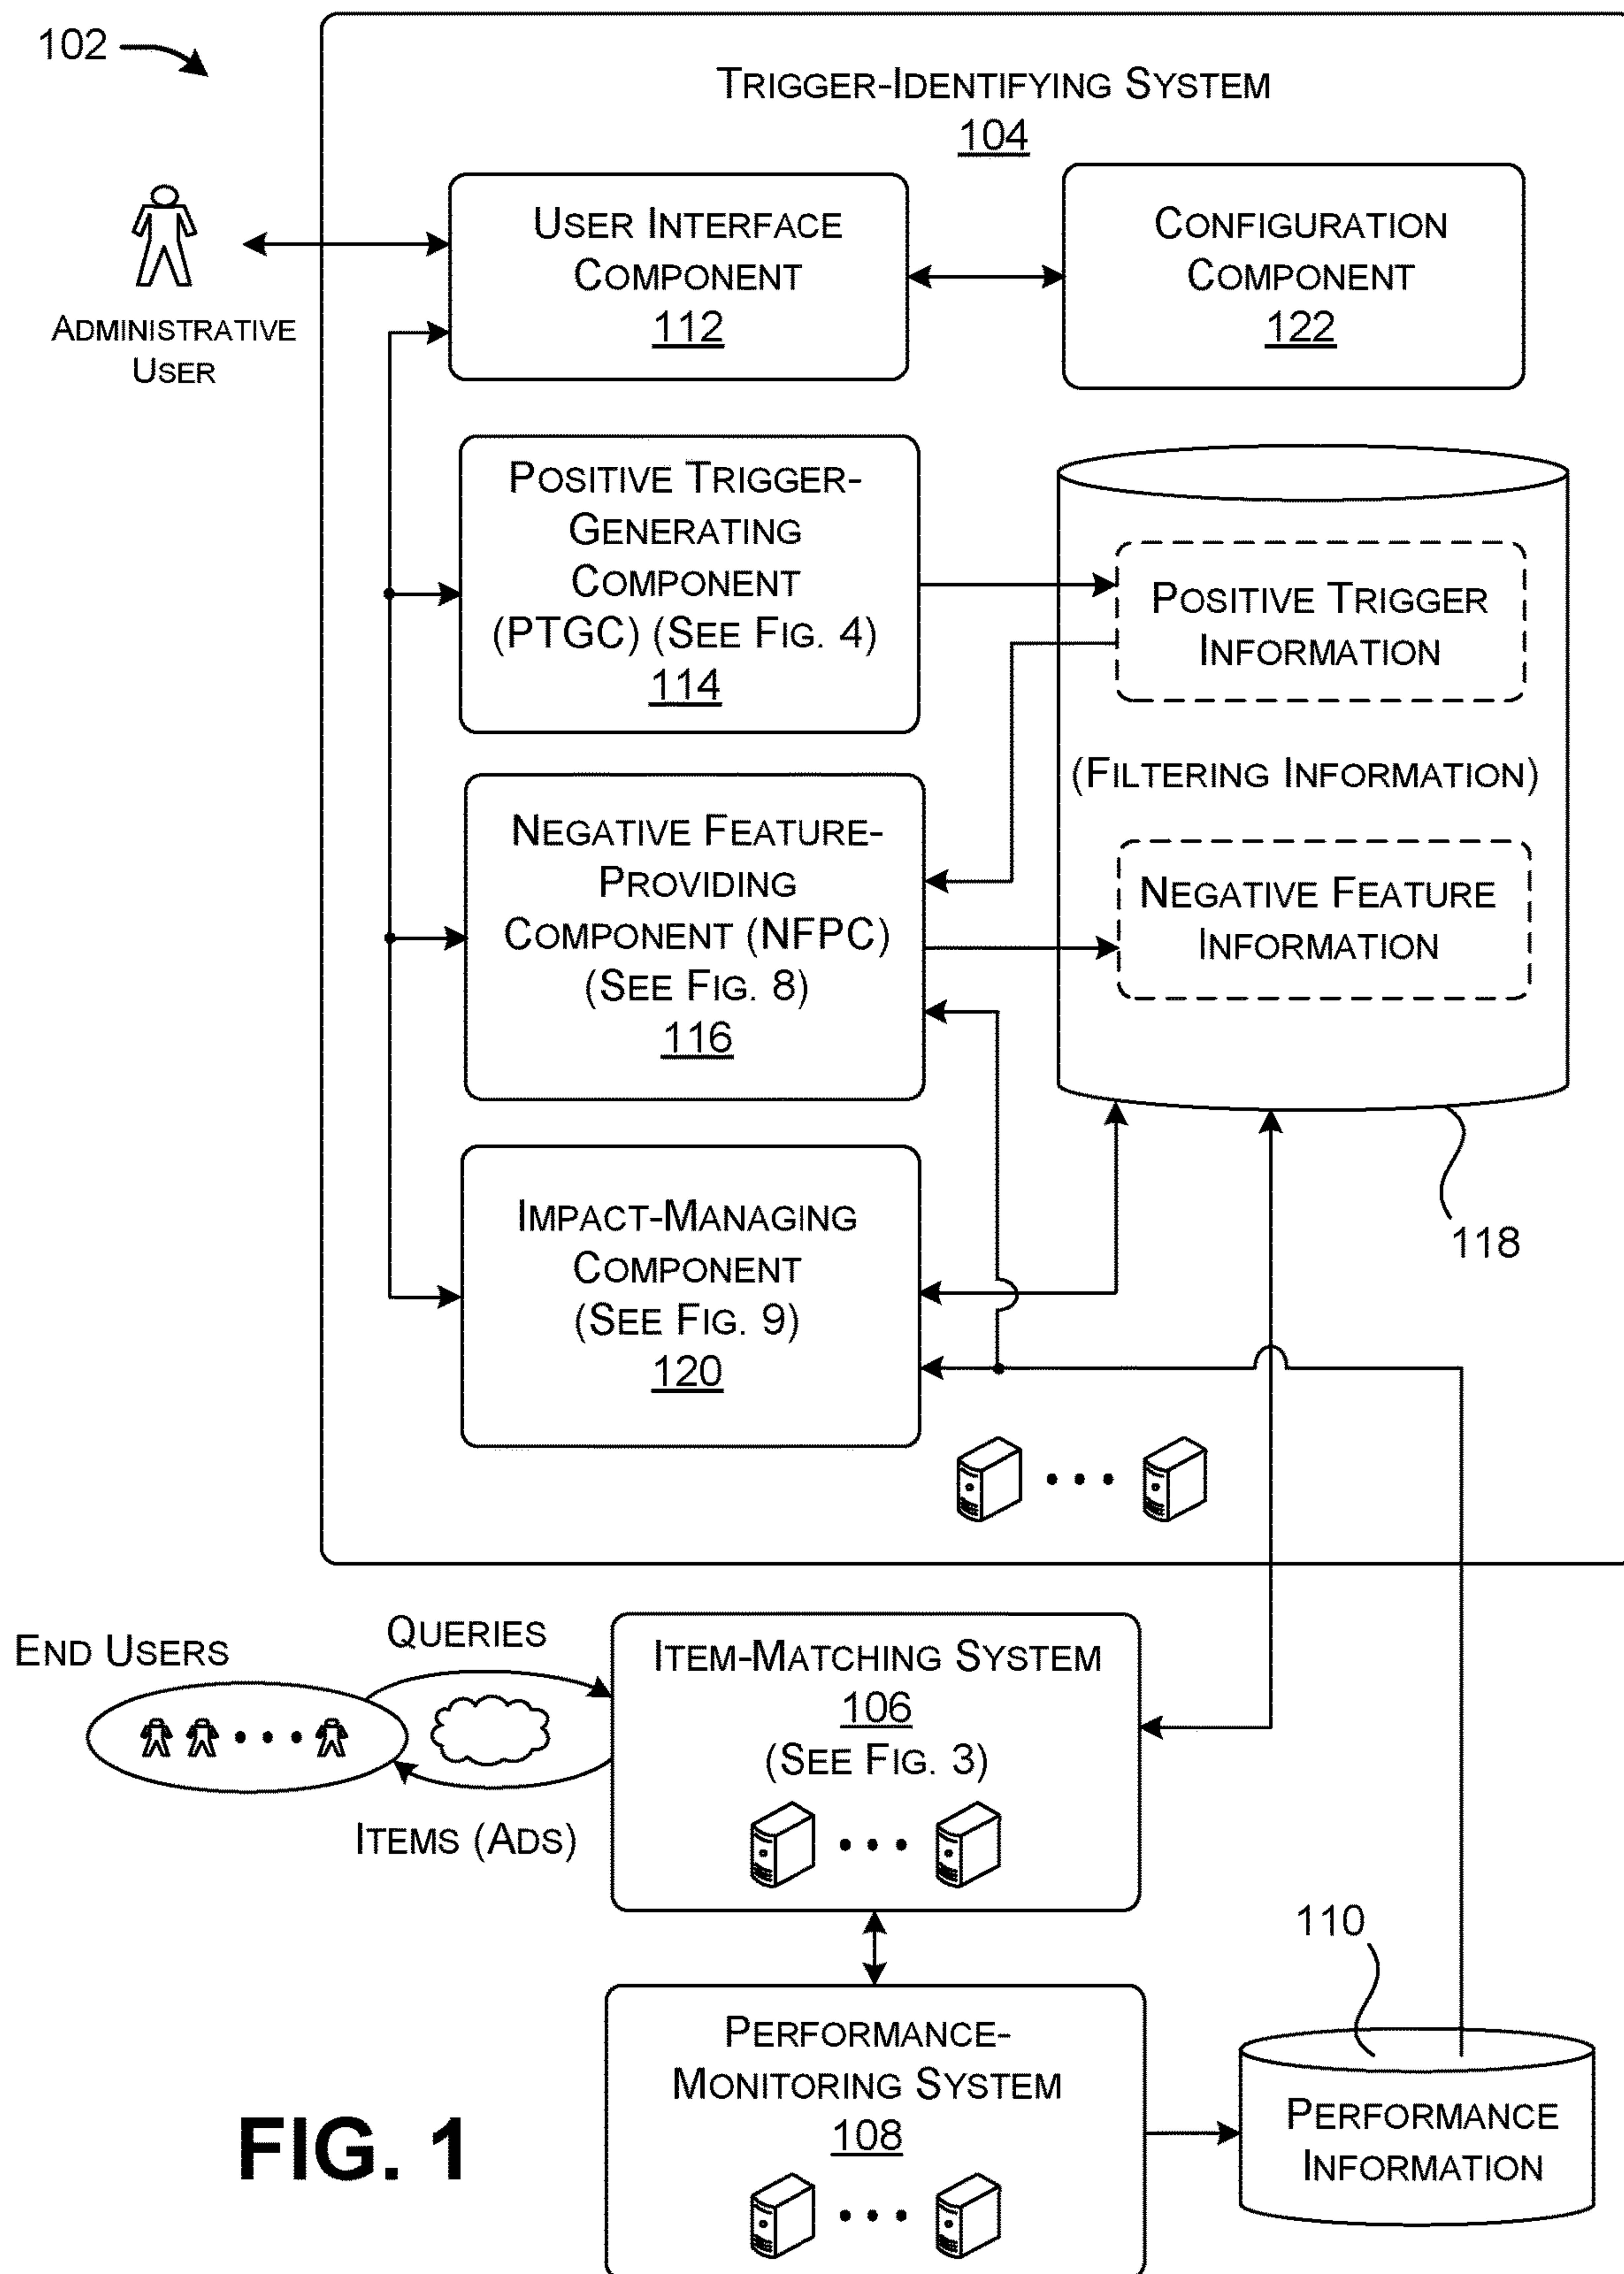 102
TRIGGER-IDENTIFYING SYSTEM
104
ADMINISTRATIVE
USER
USER INTERFACE
COMPONENT
112
CONFIGURATION
COMPONENT
122
POSITIVE TRIGGER-
GENERATING
COMPONENT
(PTGC) (SEE FIG. 4)
114
POSITIVE TRIGGER
INFORMATION
(FILTERING INFORMATION)
NEGATIVE FEATURE
INFORMATION
118
NEGATIVE FEATURE-
PROVIDING
COMPONENT (NFPC)
(SEE FIG. 8)
116
IMPACT-MANAGING
COMPONENT
(SEE FIG. 9)
120
END USERS
QUERIES
ITEMS (ADS)
ITEM-MATCHING SYSTEM
106
(SEE FIG. 3)
110
PERFORMANCE-
MONITORING SYSTEM
108
PERFORMANCE
INFORMATION
FIG. 1